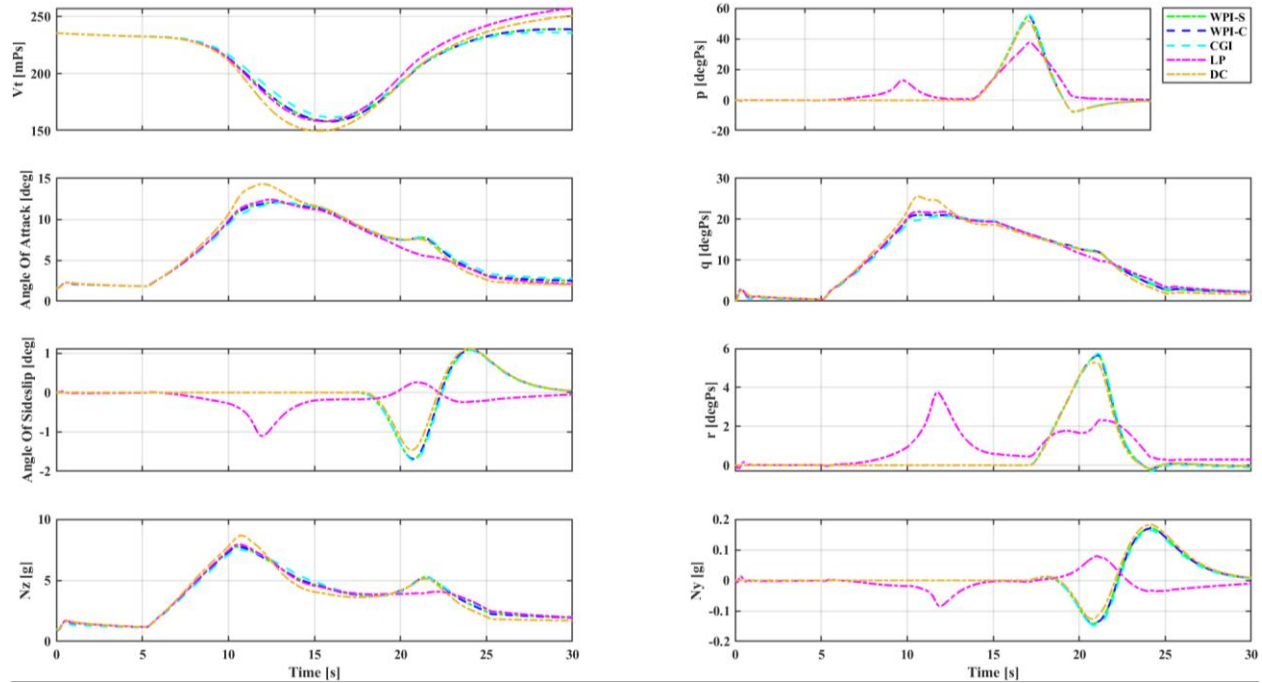 250
200
150
Vt [mPs]
60
40
20
0
-20
p [degPs]
WPI-S
WPI-C
CGI
LP
DC
15
10
5
0
Angle Of Attack [deg]
30
20
10
0
q [degPs]
1
0
-1
-2
Angle Of Sideslip [deg]
6
4
2
0
r [degPs]
10
5
0
Nz [g]
0 5 10 15 20 25 30
Time [s]
0.2
0.1
0
-0.1
-0.2
Ny [g]
0 5 10 15 20 25 30
Time [s]